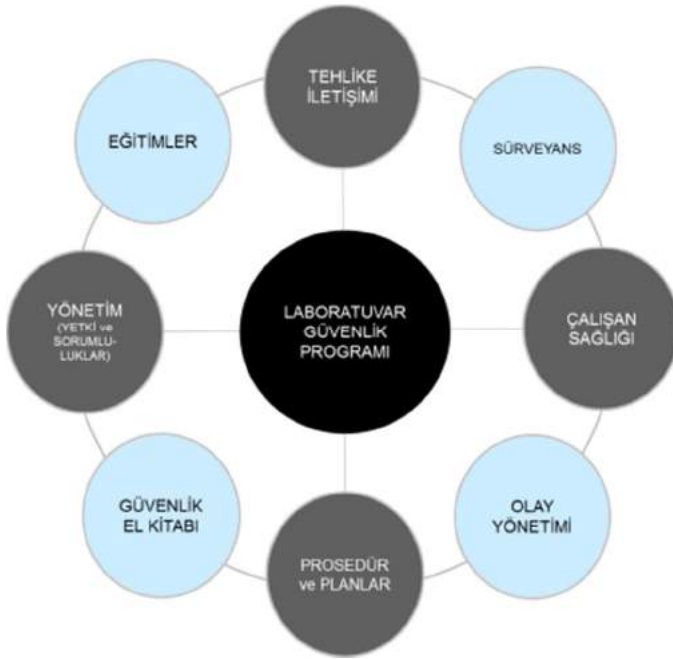 TEHLİKE
İLETİŞİMİ
EĞİTİMLER
SÜRVEYANS
YÖNETİM
(YETKİ ve
SORUMLU-
LUKLAR)
LABORATUVAR
GÜVENLİK
PROGRAMI
ÇALIŞAN
SAĞLIĞI
GÜVENLİK
EL KİTABI
OLAY
YÖNETİMİ
PROSEDÜR
ve PLANLAR